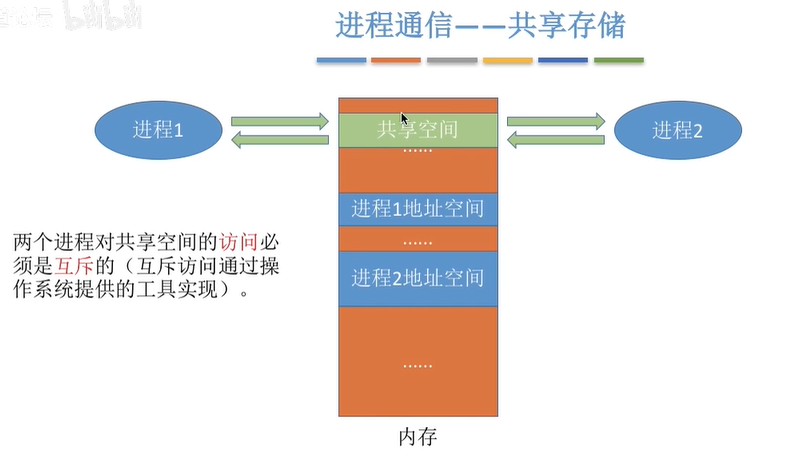 bilibili
进程通信——共享存储
进程1
共享空间
进程2
......
进程1地址空间
......
进程2地址空间
......
两个进程对共享空间的访问必
须是互斥的（互斥访问通过操
作系统提供的工具实现）。
内存